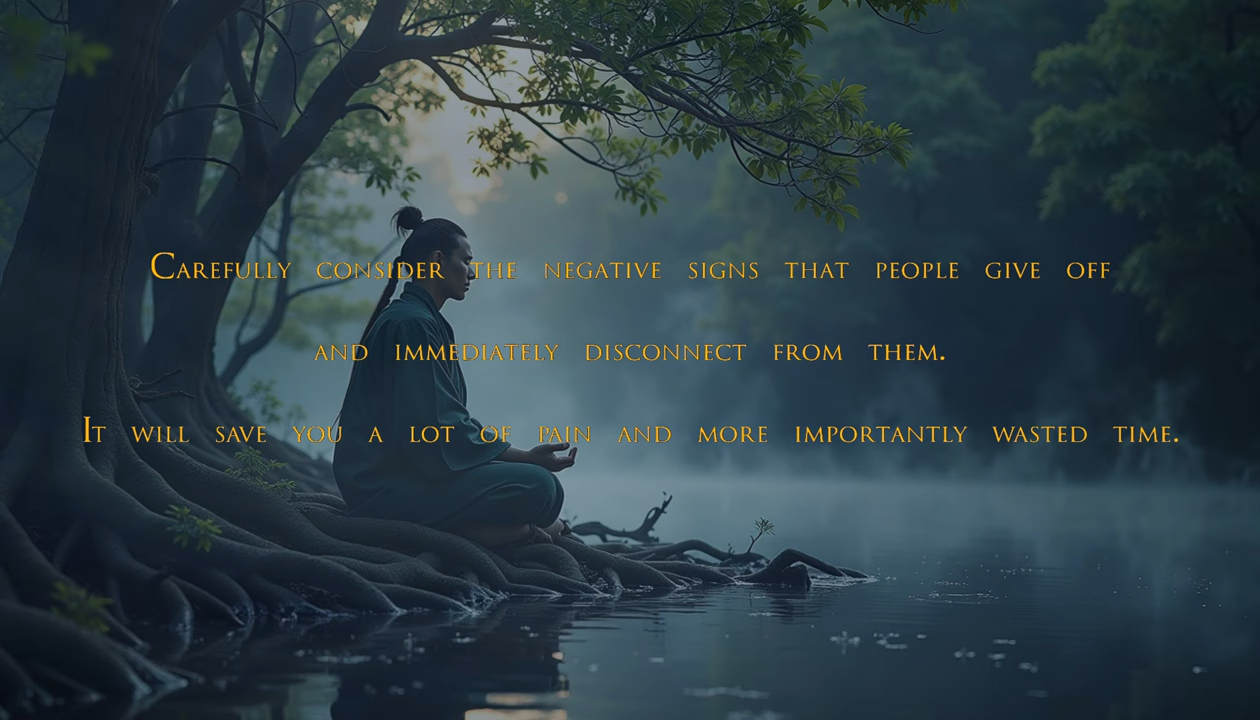 Carefully consider the negative signs that people give off
and immediately disconnect from them.
It will save you a lot of pain and more importantly wasted time.